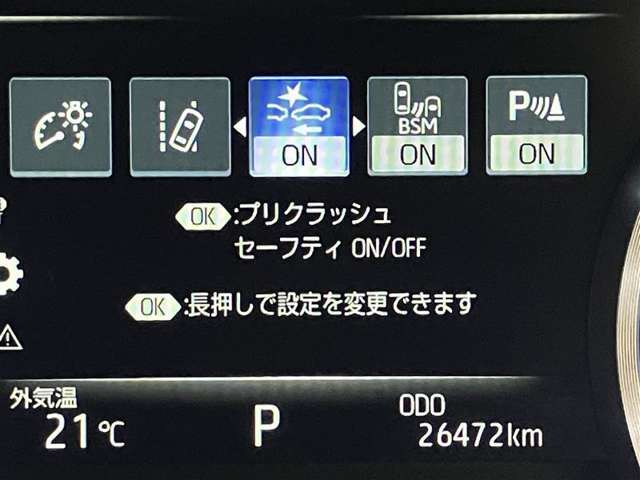 BSM
P
ON ON ON
OK:プリクラッシュ
セーフティ ON/OFF
OK:長押しで設定を変更できます
外気温
21℃
P
ODO
26472km